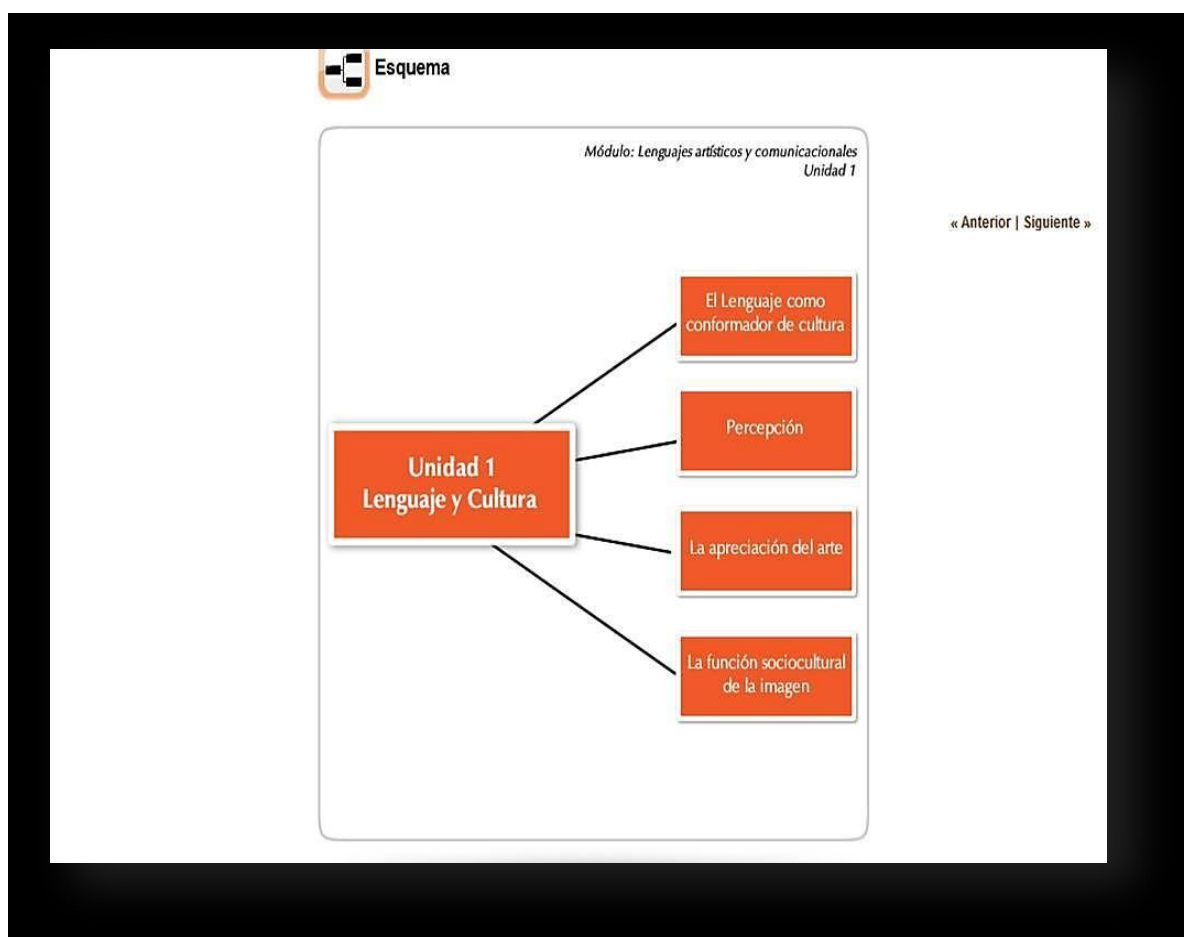 Esquema
Módulo: Lenguajes artísticos y comunicacionales
Unidad 1
« Anterior | Siguiente »
El Lenguaje como
conformador de cultura
Percepción
Unidad 1
Lenguaje y Cultura
La apreciación del arte
La función sociocultural
de la imagen